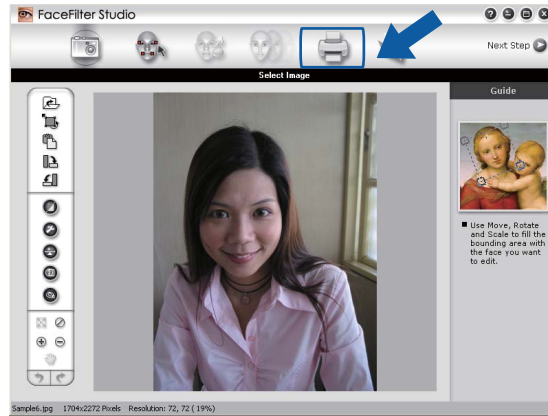 FaceFilter Studio
Next Step
Select Image
Guide
Use Move, Rotate
and Scale to fill the
bounding area with
the face you want
to edit.
Sample6.jpg 1704x2272 Pixels Resolution: 72, 72 ( 19%)